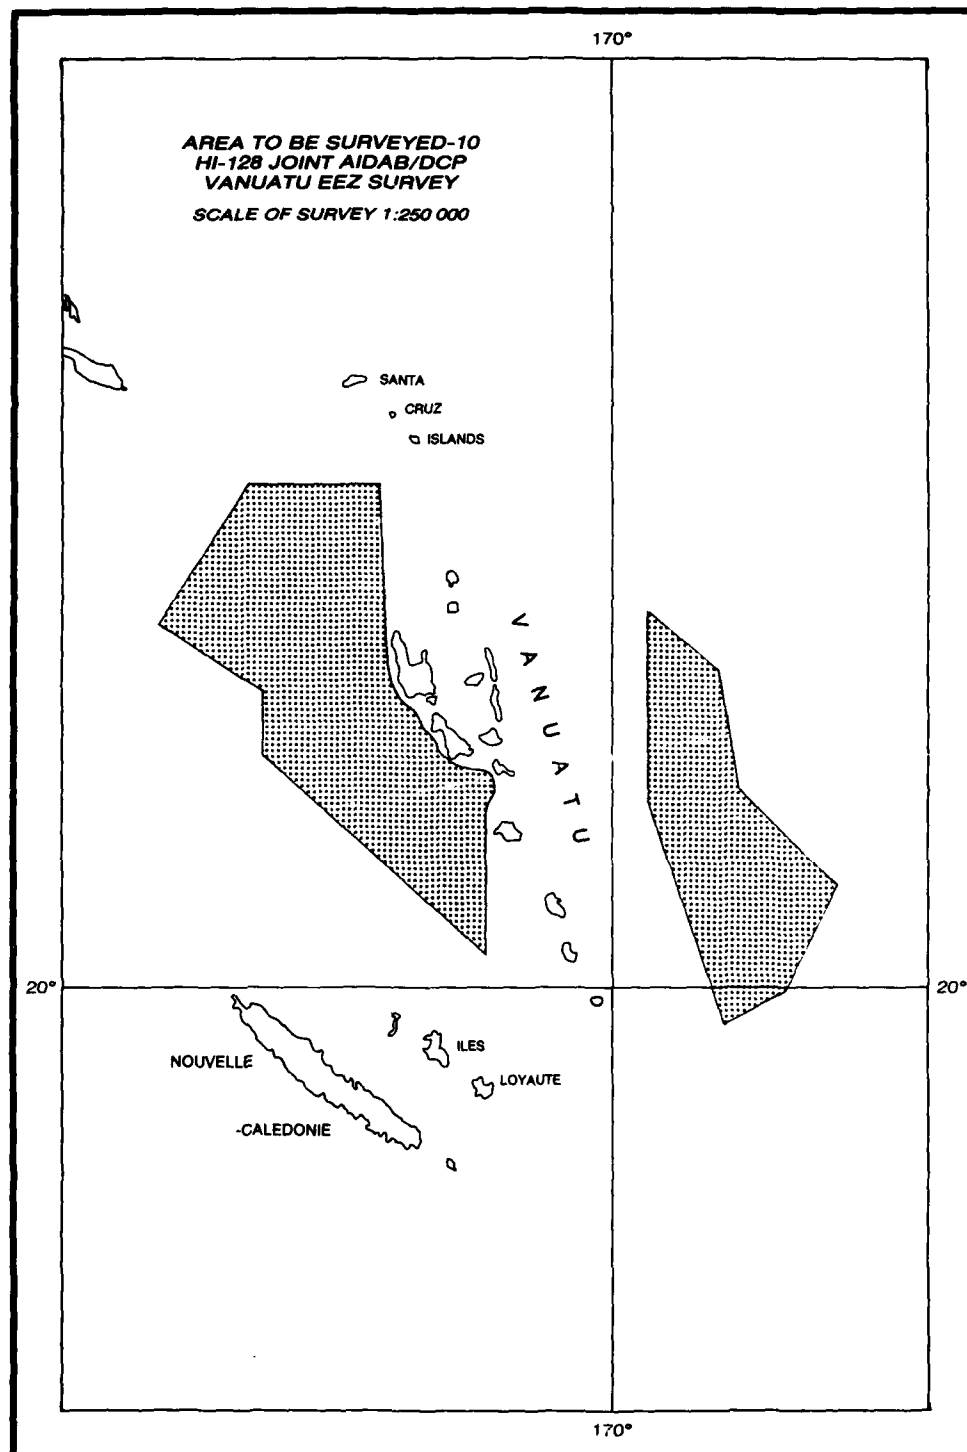 170°
AREA TO BE SURVEYED-10
HI-128 JOINT AIDAB/DCP
VANUATU EEZ SURVEY
SCALE OF SURVEY 1:250 000
SANTA
CRUZ
ISLANDS
VANUATU
20°
20°
ILES
NOUVELLE
LOYAUTE
-CALEDONIE
170°